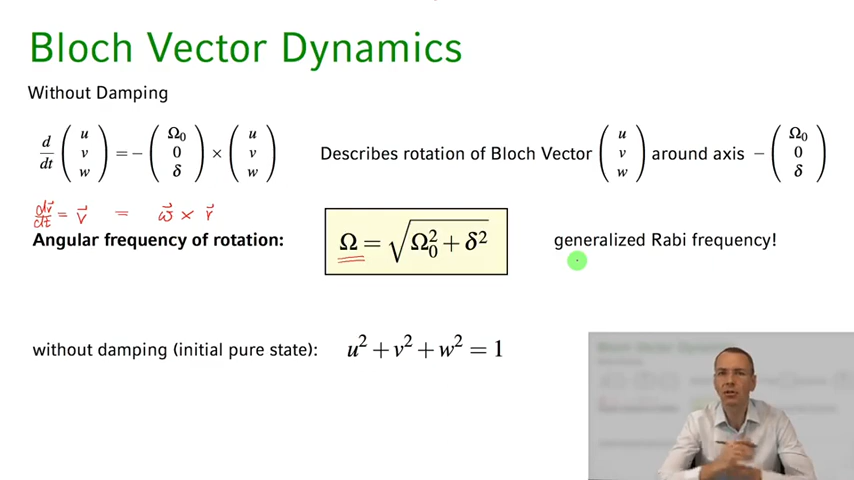 Bloch Vector Dynamics
Without Damping
d/dt (u v w) = − (Ω₀ 0 δ) × (u v w) Describes rotation of Bloch Vector (u v w) around axis − (Ω₀ 0 δ)
= v⃗ = ω⃗ × r⃗
Angular frequency of rotation: Ω = √(Ω₀² + δ²) generalized Rabi frequency!
without damping (initial pure state): u² + v² + w² = 1